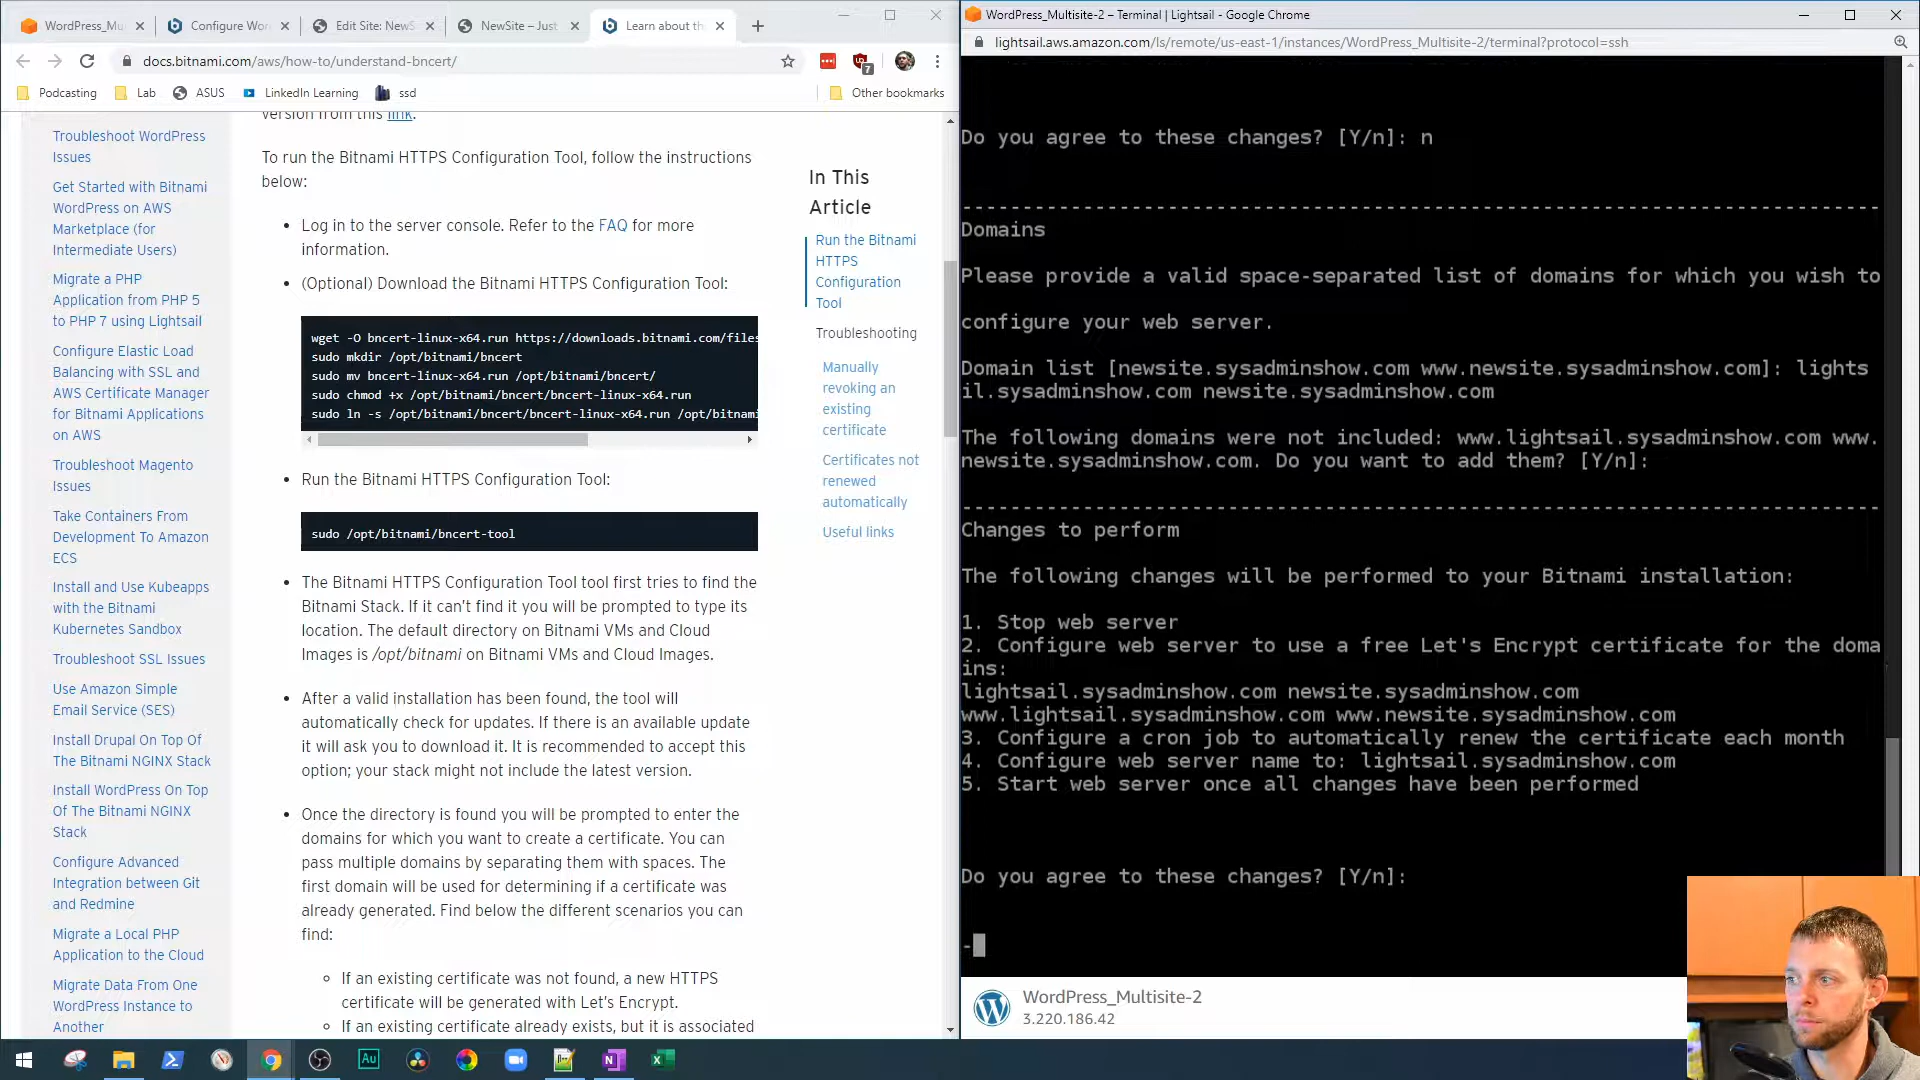 WordPress_Mu
Configure Wor
Edit Site: NewS
NewSite – Just
Learn about th
docs.bitnami.com/aws/how-to/understand-bncert/
7
Podcasting
Lab
ASUS
LinkedIn Learning
ssd
Other bookmarks
Troubleshoot WordPress
Issues
Get Started with Bitnami
WordPress on AWS
Marketplace (for
Intermediate Users)
Migrate a PHP
Application from PHP 5
to PHP 7 using Lightsail
Configure Elastic Load
Balancing with SSL and
AWS Certificate Manager
for Bitnami Applications
on AWS
Troubleshoot Magento
Issues
Take Containers From
Development To Amazon
ECS
Install and Use Kubeapps
with the Bitnami
Kubernetes Sandbox
Troubleshoot SSL Issues
Use Amazon Simple
Email Service (SES)
Install Drupal On Top Of
The Bitnami NGINX Stack
Install WordPress On Top
Of The Bitnami NGINX
Stack
Configure Advanced
Integration between Git
and Redmine
Migrate a Local PHP
Application to the Cloud
Migrate Data From One
WordPress Instance to
Another
version from this link.
To run the Bitnami HTTPS Configuration Tool, follow the instructions
below:
• Log in to the server console. Refer to the FAQ for more
information.
• (Optional) Download the Bitnami HTTPS Configuration Tool:
wget -O bncert-linux-x64.run https://downloads.bitnami.com/files
sudo mkdir /opt/bitnami/bncert
sudo mv bncert-linux-x64.run /opt/bitnami/bncert/
sudo chmod +x /opt/bitnami/bncert/bncert-linux-x64.run
sudo ln -s /opt/bitnami/bncert/bncert-linux-x64.run /opt/bitnami
• Run the Bitnami HTTPS Configuration Tool:
sudo /opt/bitnami/bncert-tool
• The Bitnami HTTPS Configuration Tool tool first tries to find the
Bitnami Stack. If it can't find it you will be prompted to type its
location. The default directory on Bitnami VMs and Cloud
Images is /opt/bitnami on Bitnami VMs and Cloud Images.
• After a valid installation has been found, the tool will
automatically check for updates. If there is an available update
it will ask you to download it. It is recommended to accept this
option; your stack might not include the latest version.
• Once the directory is found you will be prompted to enter the
domains for which you want to create a certificate. You can
pass multiple domains by separating them with spaces. The
first domain will be used for determining if a certificate was
already generated. Find below the different scenarios you can
find:
If an existing certificate was not found, a new HTTPS
certificate will be generated with Let's Encrypt.
If an existing certificate already exists, but it is associated
In This
Article
Run the Bitnami
HTTPS
Configuration
Tool
Troubleshooting
Manually
revoking an
existing
certificate
Certificates not
renewed
automatically
Useful links
WordPress_Multisite-2 – Terminal | Lightsail - Google Chrome
lightsail.aws.amazon.com/ls/remote/us-east-1/instances/WordPress_Multisite-2/terminal?protocol=ssh
Do you agree to these changes? [Y/n]: n
----------------------------------------------------------------------------
Domains
Please provide a valid space-separated list of domains for which you wish to
configure your web server.
Domain list [newsite.sysadminshow.com www.newsite.sysadminshow.com]: lights
il.sysadminshow.com newsite.sysadminshow.com
The following domains were not included: www.lightsail.sysadminshow.com www.
newsite.sysadminshow.com. Do you want to add them? [Y/n]:
----------------------------------------------------------------------------
Changes to perform
The following changes will be performed to your Bitnami installation:
1. Stop web server
2. Configure web server to use a free Let's Encrypt certificate for the doma
ins:
lightsail.sysadminshow.com newsite.sysadminshow.com
www.lightsail.sysadminshow.com www.newsite.sysadminshow.com
3. Configure a cron job to automatically renew the certificate each month
4. Configure web server name to: lightsail.sysadminshow.com
5. Start web server once all changes have been performed
Do you agree to these changes? [Y/n]:
-
WordPress_Multisite-2
3.220.186.42
Au